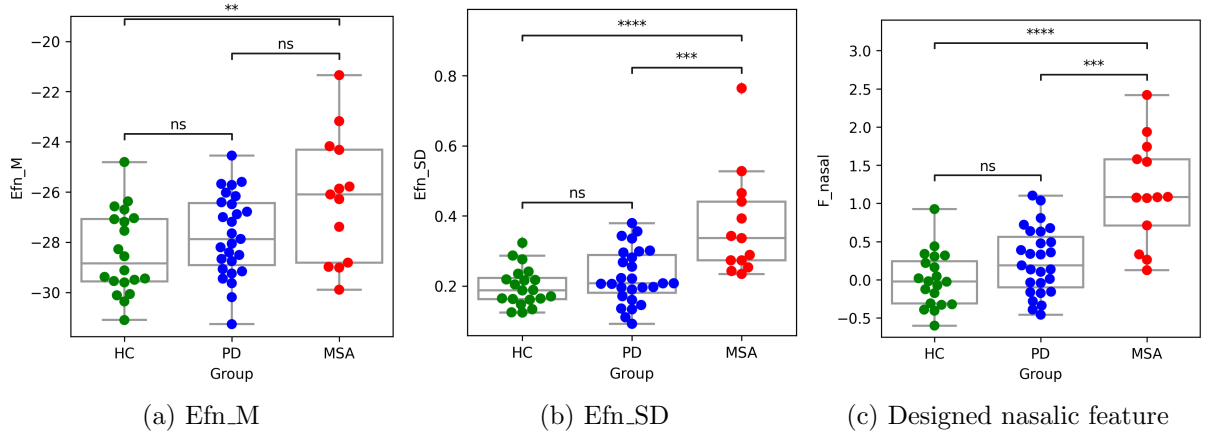 **
ns
ns
−20
−22
−24
−26
−28
−30
Efn_M
HC PD MSA
Group
(a) Efn_M
****
***
ns
0.8
0.6
0.4
0.2
Efn_SD
HC PD MSA
Group
(b) Efn_SD
****
***
ns
3.0
2.5
2.0
1.5
1.0
0.5
0.0
−0.5
F_nasal
HC PD MSA
Group
(c) Designed nasalic feature